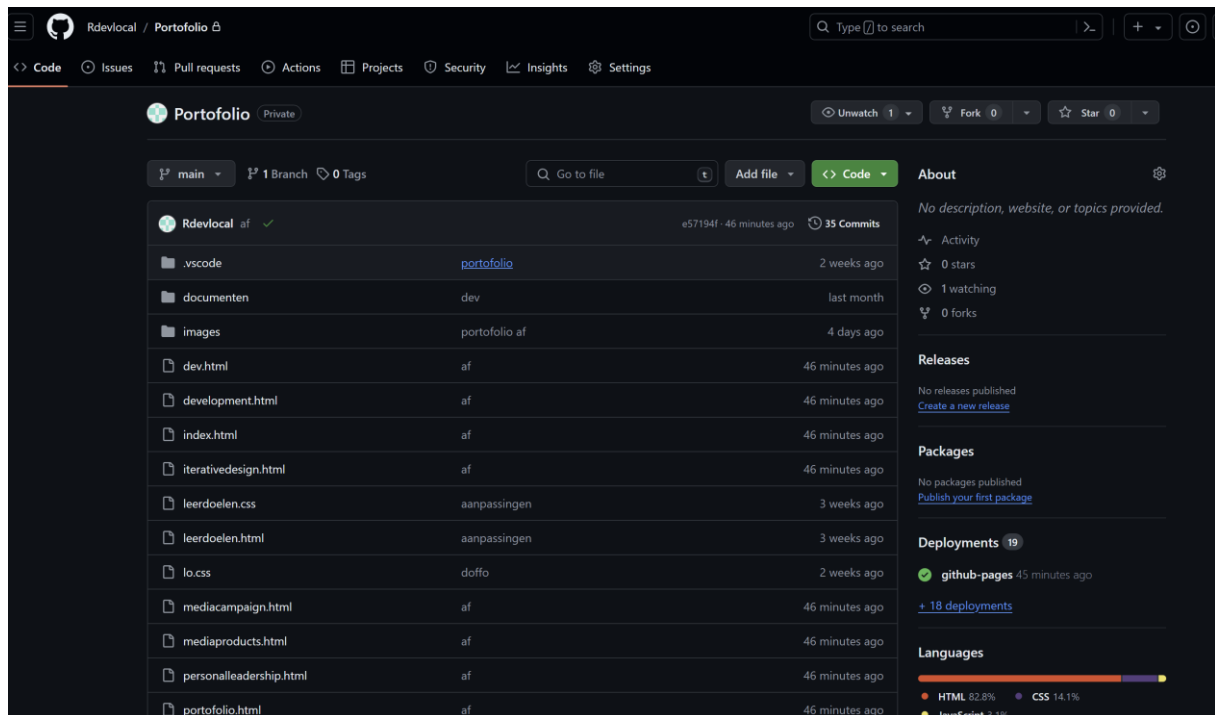 Rdevlocal / Portofolio
Type / to search
Code Issues Pull requests Actions Projects Security Insights Settings
Portofolio Private
Unwatch 1 Fork 0 Star 0
main 1 Branch 0 Tags
Go to file t Add file Code
Rdevlocal af e57194f · 46 minutes ago 35 Commits
.vscode portofolio 2 weeks ago
documenten dev last month
images portofolio af 4 days ago
dev.html af 46 minutes ago
development.html af 46 minutes ago
index.html af 46 minutes ago
iterativedesign.html af 46 minutes ago
leerdoelen.css aanpassingen 3 weeks ago
leerdoelen.html aanpassingen 3 weeks ago
lo.css doffo 2 weeks ago
mediacampaign.html af 46 minutes ago
mediaproducts.html af 46 minutes ago
personalleadership.html af 46 minutes ago
portofolio.html af 46 minutes ago
About
No description, website, or topics provided.
Activity
0 stars
1 watching
0 forks
Releases
No releases published
Create a new release
Packages
No packages published
Publish your first package
Deployments 19
github-pages 45 minutes ago
+ 18 deployments
Languages
HTML 82.8% CSS 14.1%
JavaScript 3.1%